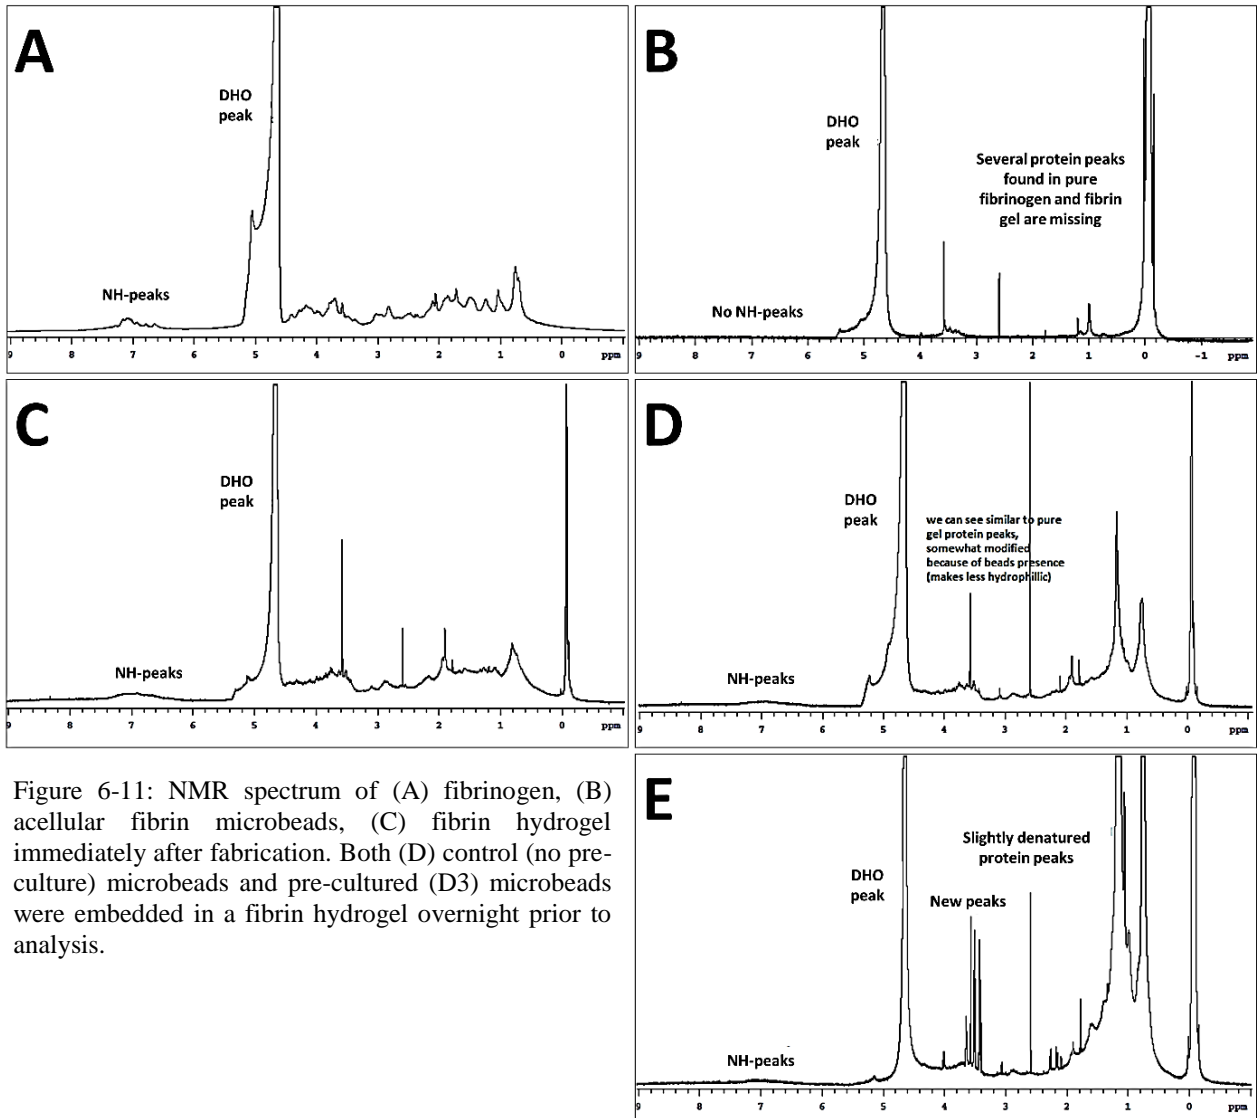 A
DHO
peak
NH-peaks
9 8 7 6 5 4 3 2 1 0 ppm
B
DHO
peak
Several protein peaks
found in pure
fibrinogen and fibrin
gel are missing
No NH-peaks
9 8 7 6 5 4 3 2 1 0 -1 ppm
C
DHO
peak
NH-peaks
9 8 7 6 5 4 3 2 1 0 ppm
D
DHO
peak
we can see similar to pure
gel protein peaks,
somewhat modified
because of beads presence
(makes less hydrophillic)
NH-peaks
9 8 7 6 5 4 3 2 1 0 ppm
Figure 6-11: NMR spectrum of (A) fibrinogen, (B)
acellular fibrin microbeads, (C) fibrin hydrogel
immediately after fabrication. Both (D) control (no pre-
culture) microbeads and pre-cultured (D3) microbeads
were embedded in a fibrin hydrogel overnight prior to
analysis.
E
DHO
peak
Slightly denatured
protein peaks
New peaks
NH-peaks
9 8 7 6 5 4 3 2 1 0 ppm